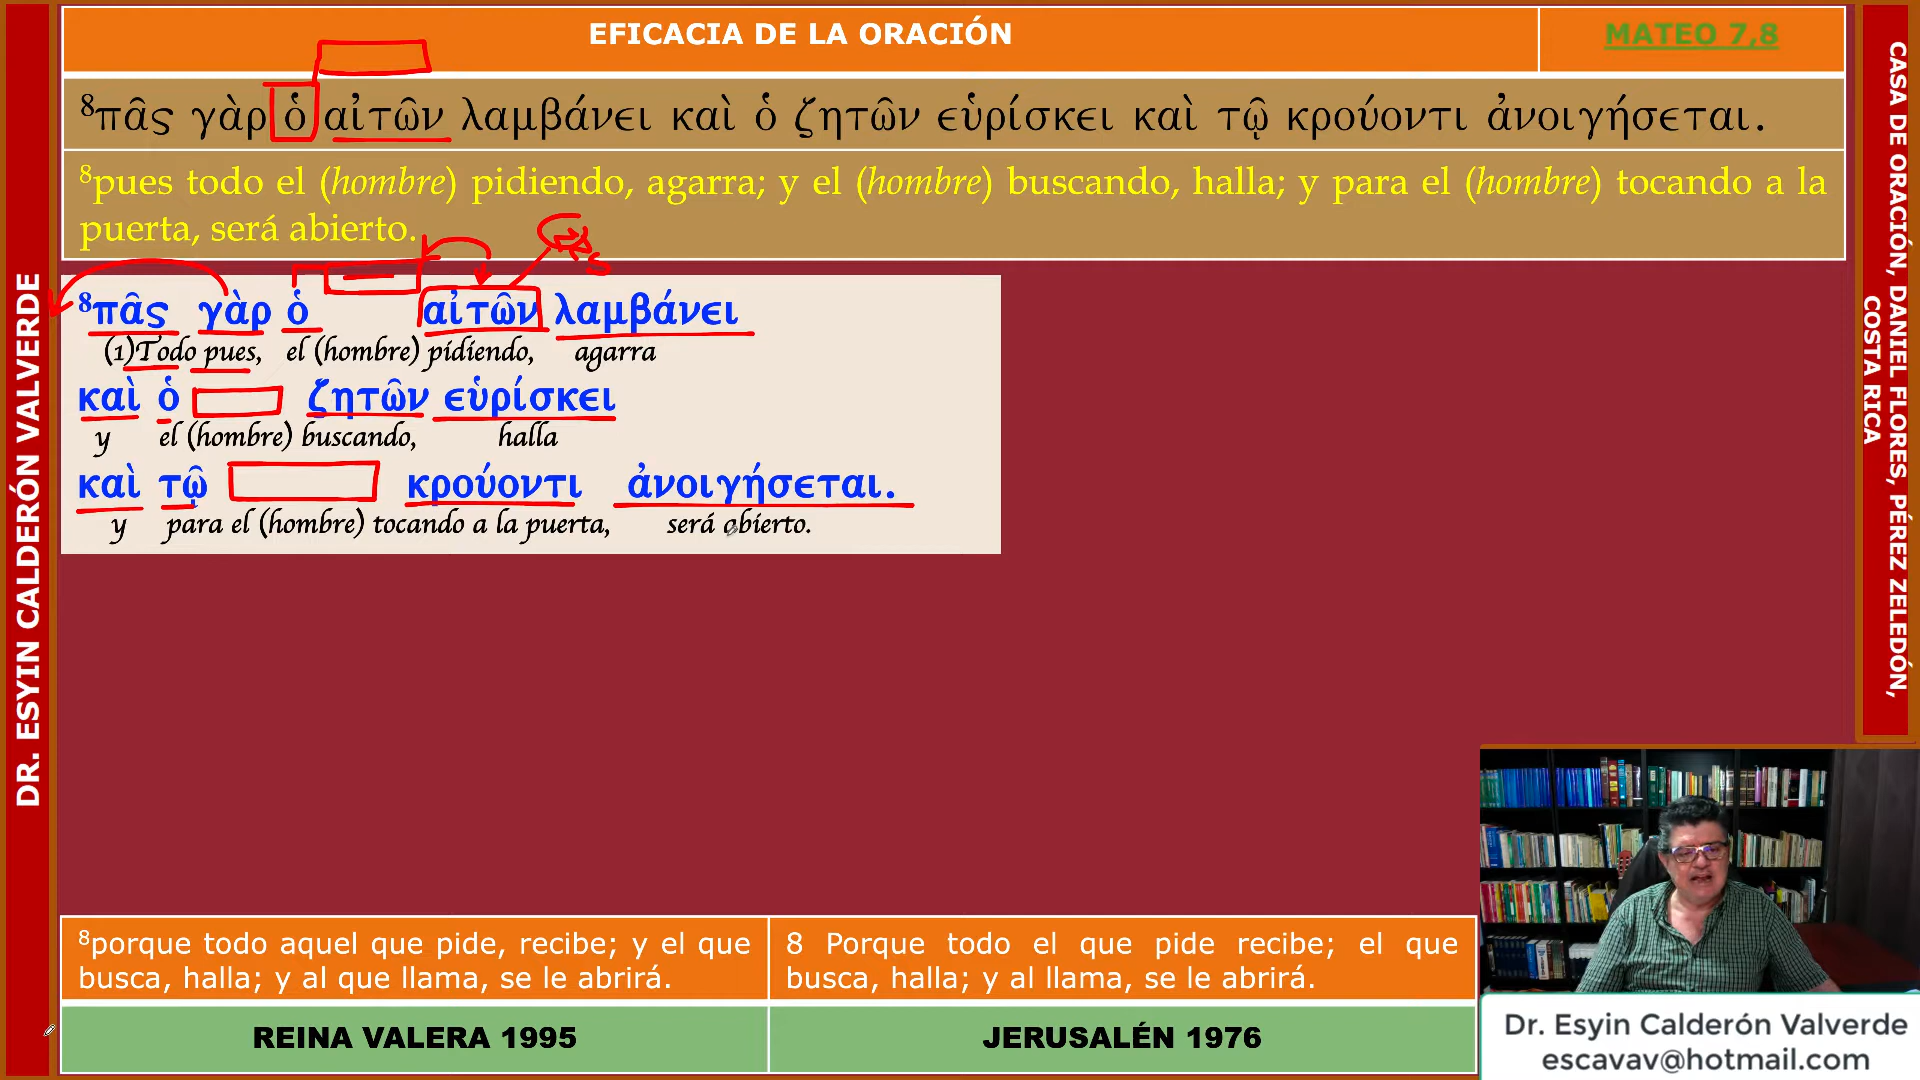 EFICACIA DE LA ORACIÓN
MATEO 7,8
⁸πᾶς γὰρ ὁ αἰτῶν λαμβάνει καὶ ὁ ζητῶν εὑρίσκει καὶ τῷ κρούοντι ἀνοιγήσεται.
⁸pues todo el (hombre) pidiendo, agarra; y el (hombre) buscando, halla; y para el (hombre) tocando a la
puerta, será abierto.
⁸πᾶς γὰρ ὁ αἰτῶν λαμβάνει
(1)Todo pues, el (hombre) pidiendo, agarra
καὶ ὁ ζητῶν εὑρίσκει
y el (hombre) buscando, halla
καὶ τῷ κρούοντι ἀνοιγήσεται.
y para el (hombre) tocando a la puerta, será abierto.
⁸porque todo aquel que pide, recibe; y el que
busca, halla; y al que llama, se le abrirá.
REINA VALERA 1995
8 Porque todo el que pide recibe; el que
busca, halla; y al llama, se le abrirá.
JERUSALÉN 1976
DR. ESYIN CALDERÓN VALVERDE
CASA DE ORACIÓN, DANIEL FLORES, PÉREZ ZELEDÓN,
COSTA RICA
Dr. Esyin Calderón Valverde
escavav@hotmail.com